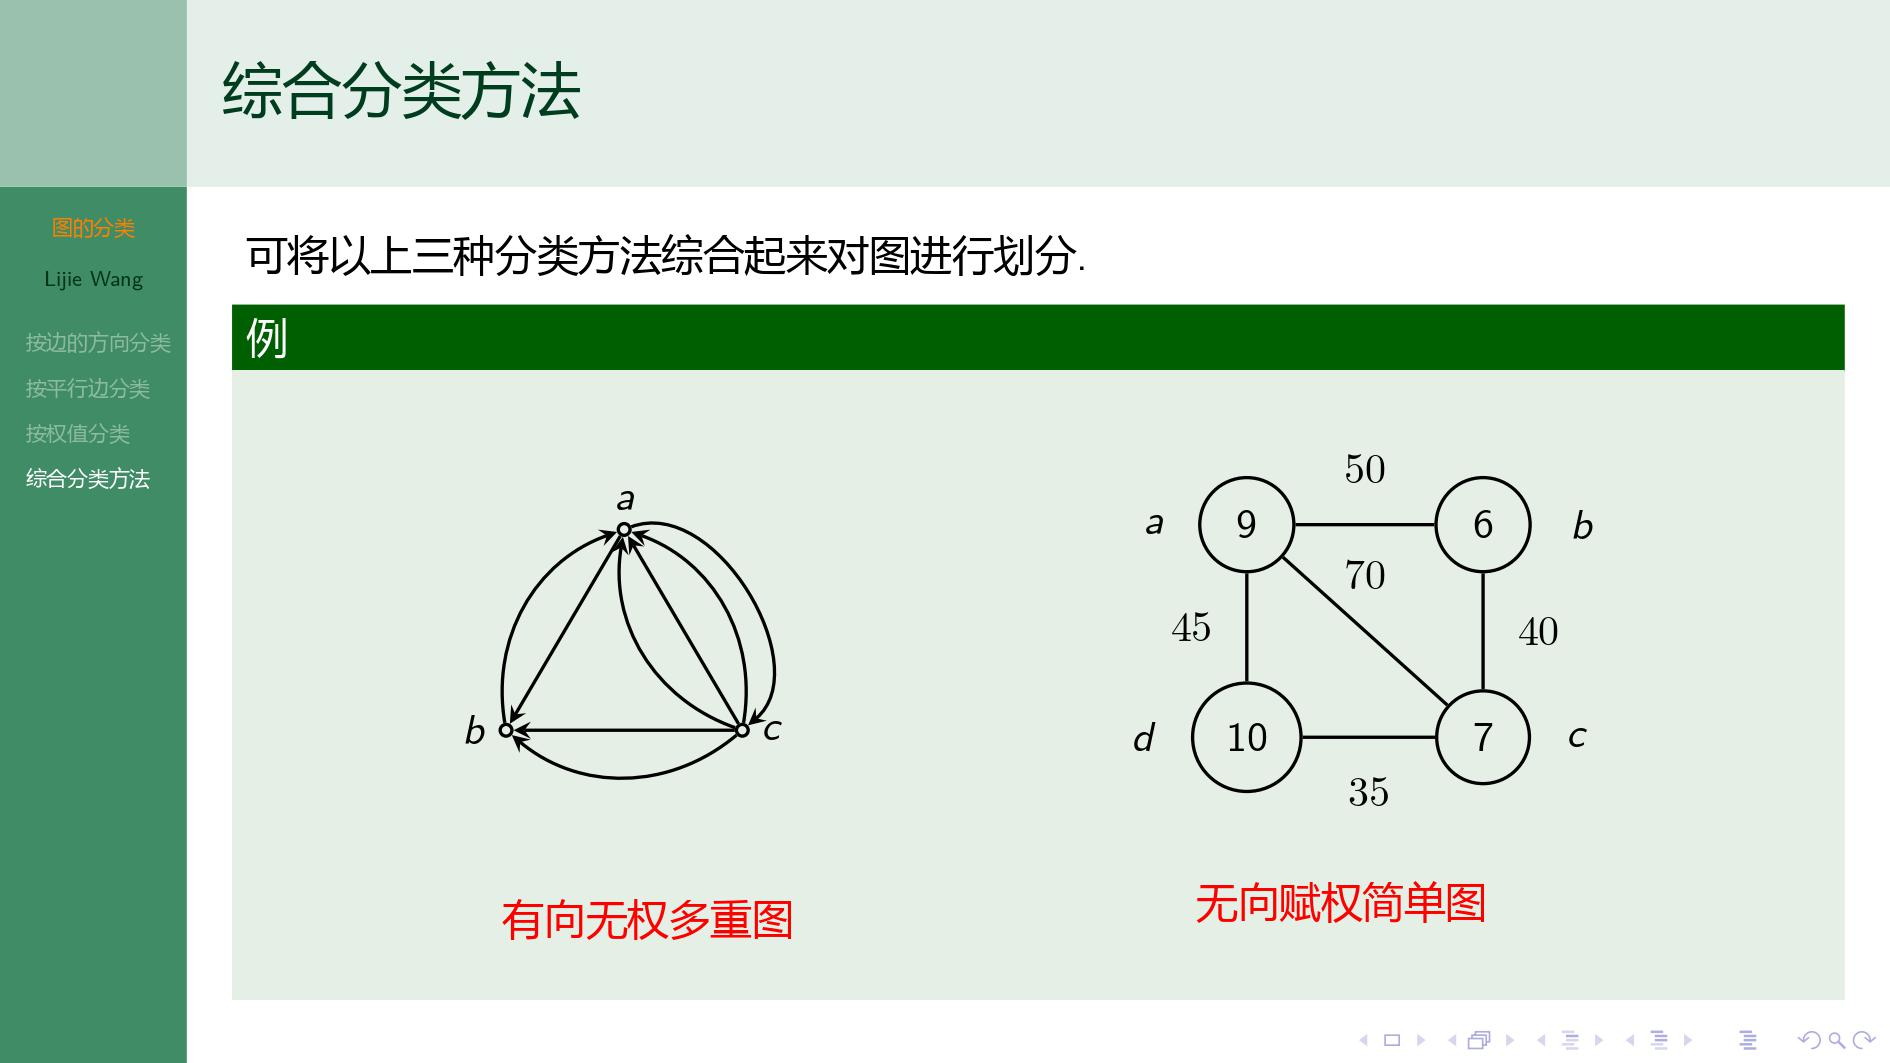 综合分类方法
图的分类
Lijie Wang
按边的方向分类
按平行边分类
按权值分类
综合分类方法
可将以上三种分类方法综合起来对图进行划分.
例
a
b
c
50
a 9 6 b
70
45 40
d 10 7 c
35
有向无权多重图
无向赋权简单图